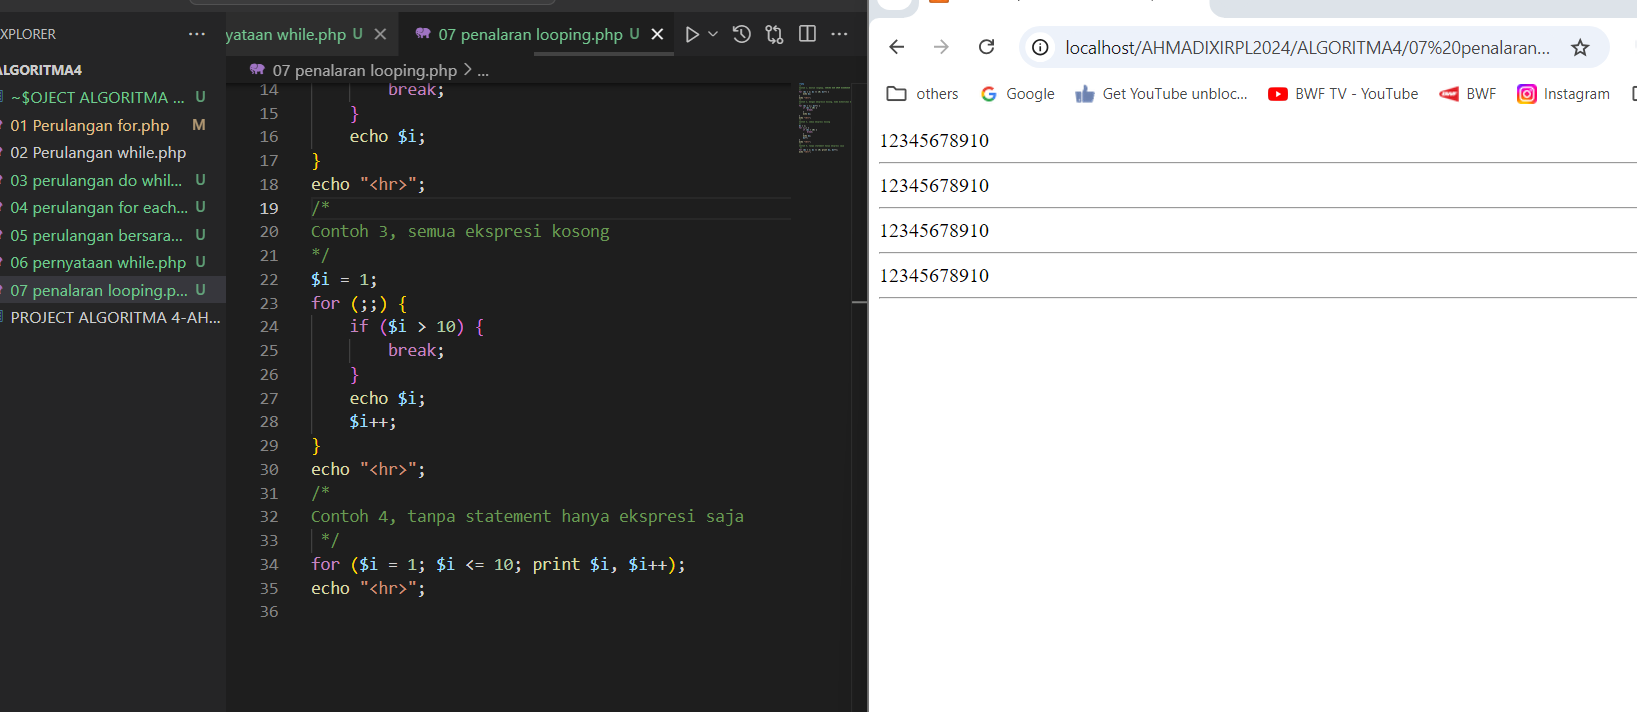 EXPLORER
ALGORITMA4
~$OJECT ALGORITMA ... U
01 Perulangan for.php M
02 Perulangan while.php
03 perulangan do whil... U
04 perulangan for each... U
05 perulangan bersara... U
06 pernyataan while.php U
07 penalaran looping.p... U
PROJECT ALGORITMA 4-AH...
yataan while.php U
07 penalaran looping.php U
07 penalaran looping.php > ...
14 break;
15 }
16 echo $i;
17 }
18 echo "<hr>";
19 /*
20 Contoh 3, semua ekspresi kosong
21 */
22 $i = 1;
23 for (;;) {
24 if ($i > 10) {
25 break;
26 }
27 echo $i;
28 $i++;
29 }
30 echo "<hr>";
31 /*
32 Contoh 4, tanpa statement hanya ekspresi saja
33 */
34 for ($i = 1; $i <= 10; print $i, $i++);
35 echo "<hr>";
36
localhost/AHMADIXIRPL2024/ALGORITMA4/07%20penalaran...
others Google Get YouTube unbloc... BWF TV - YouTube BWF Instagram
12345678910
12345678910
12345678910
12345678910